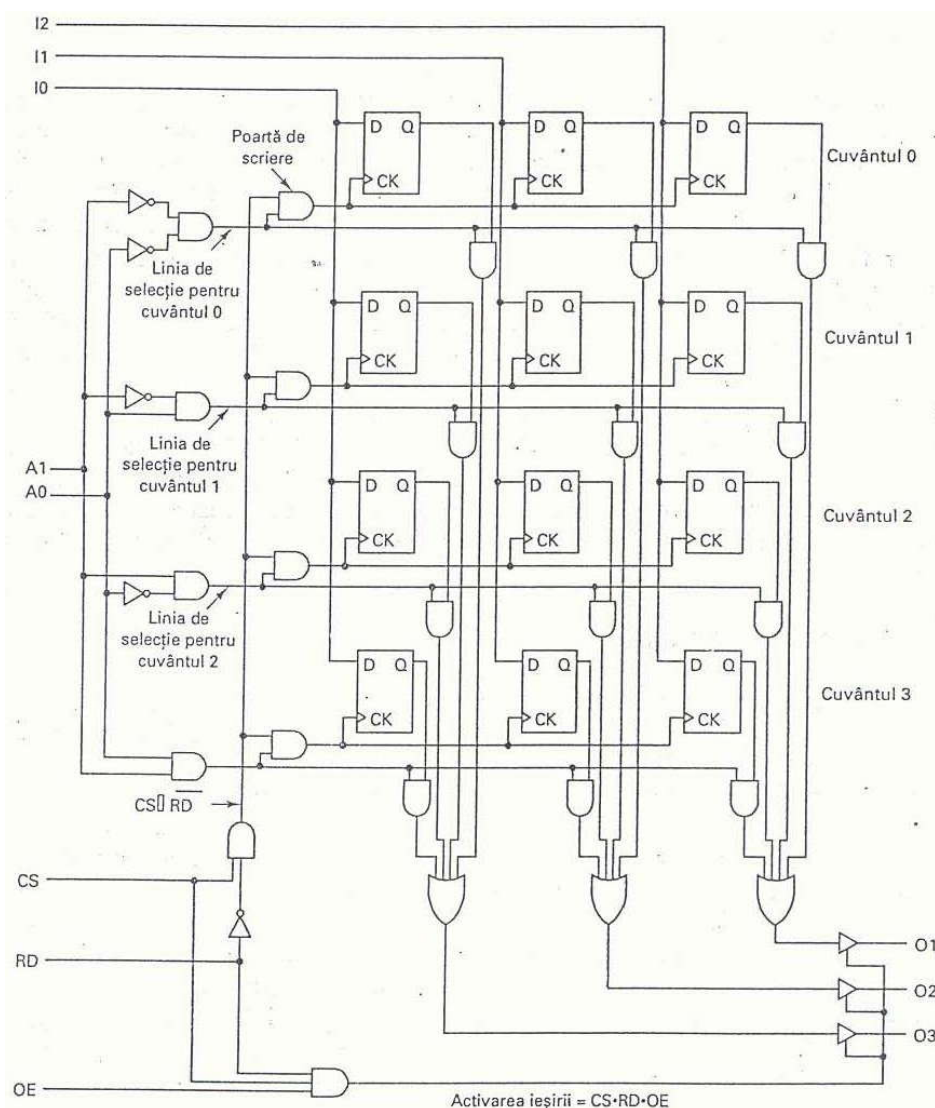 I2
I1
I0
Poartă de
scriere
D Q
CK
D Q
CK
D Q
CK
Cuvântul 0
Linia de
selecție pentru
cuvântul 0
D Q
CK
D Q
CK
D Q
CK
Cuvântul 1
Linia de
selecție pentru
cuvântul 1
A1
A0
D Q
CK
D Q
CK
D Q
CK
Cuvântul 2
Linia de
selecție pentru
cuvântul 2
D Q
CK
D Q
CK
D Q
CK
Cuvântul 3
CS▯ R̅D̅
CS
RD
O1
O2
O3
OE
Activarea ieșirii = CS•RD•OE